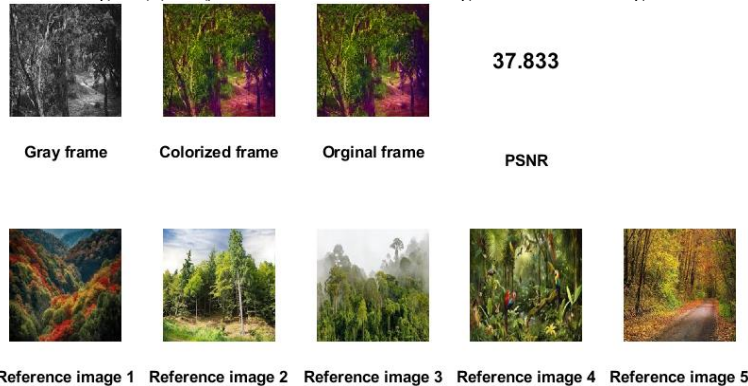 37.833
Gray frame
Colorized frame
Orginal frame
PSNR
Reference image 1
Reference image 2
Reference image 3
Reference image 4
Reference image 5